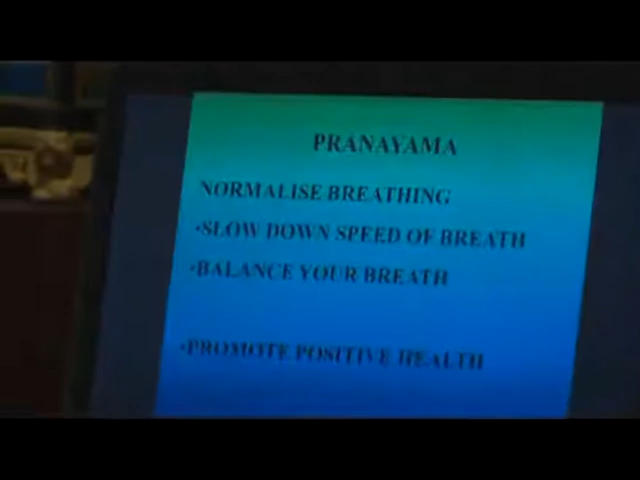 PRANAYAMA
NORMALISE BREATHING
•SLOW DOWN SPEED OF BREATH
•BALANCE YOUR BREATH
•PROMOTE POSITIVE HEALTH